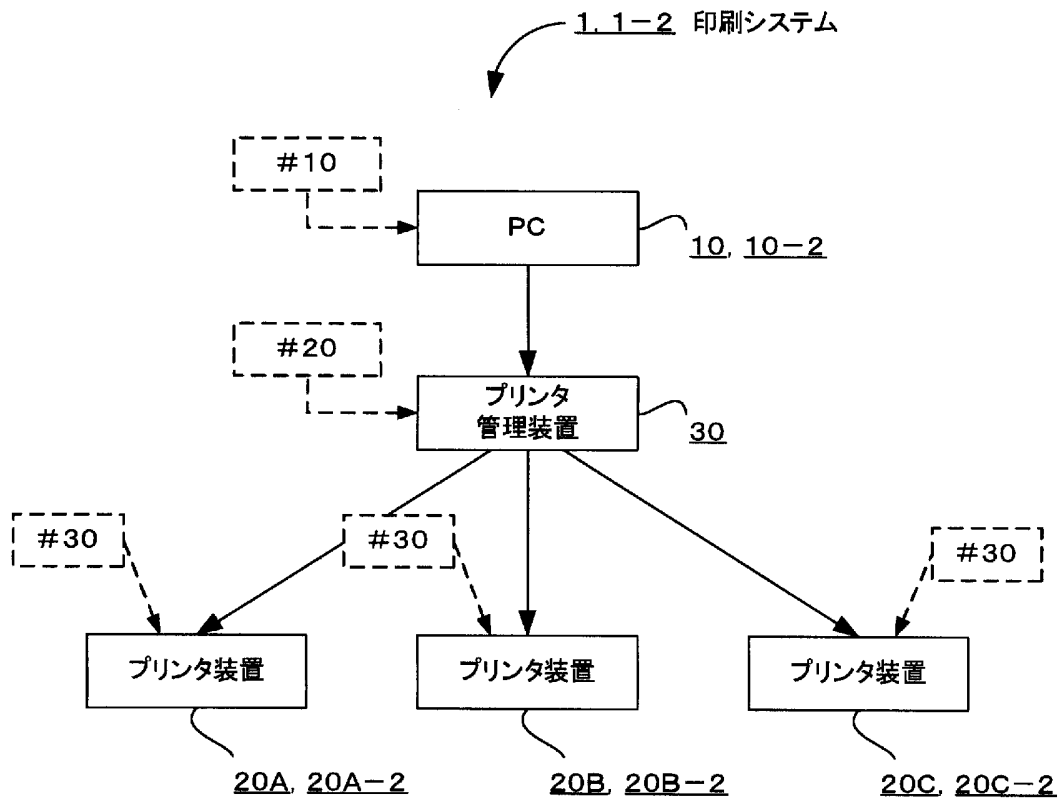 1, 1-2 印刷システム
#10
PC
10, 10-2
#20
プリンタ
管理装置
30
#30
#30
#30
プリンタ装置
プリンタ装置
プリンタ装置
20A, 20A-2
20B, 20B-2
20C, 20C-2